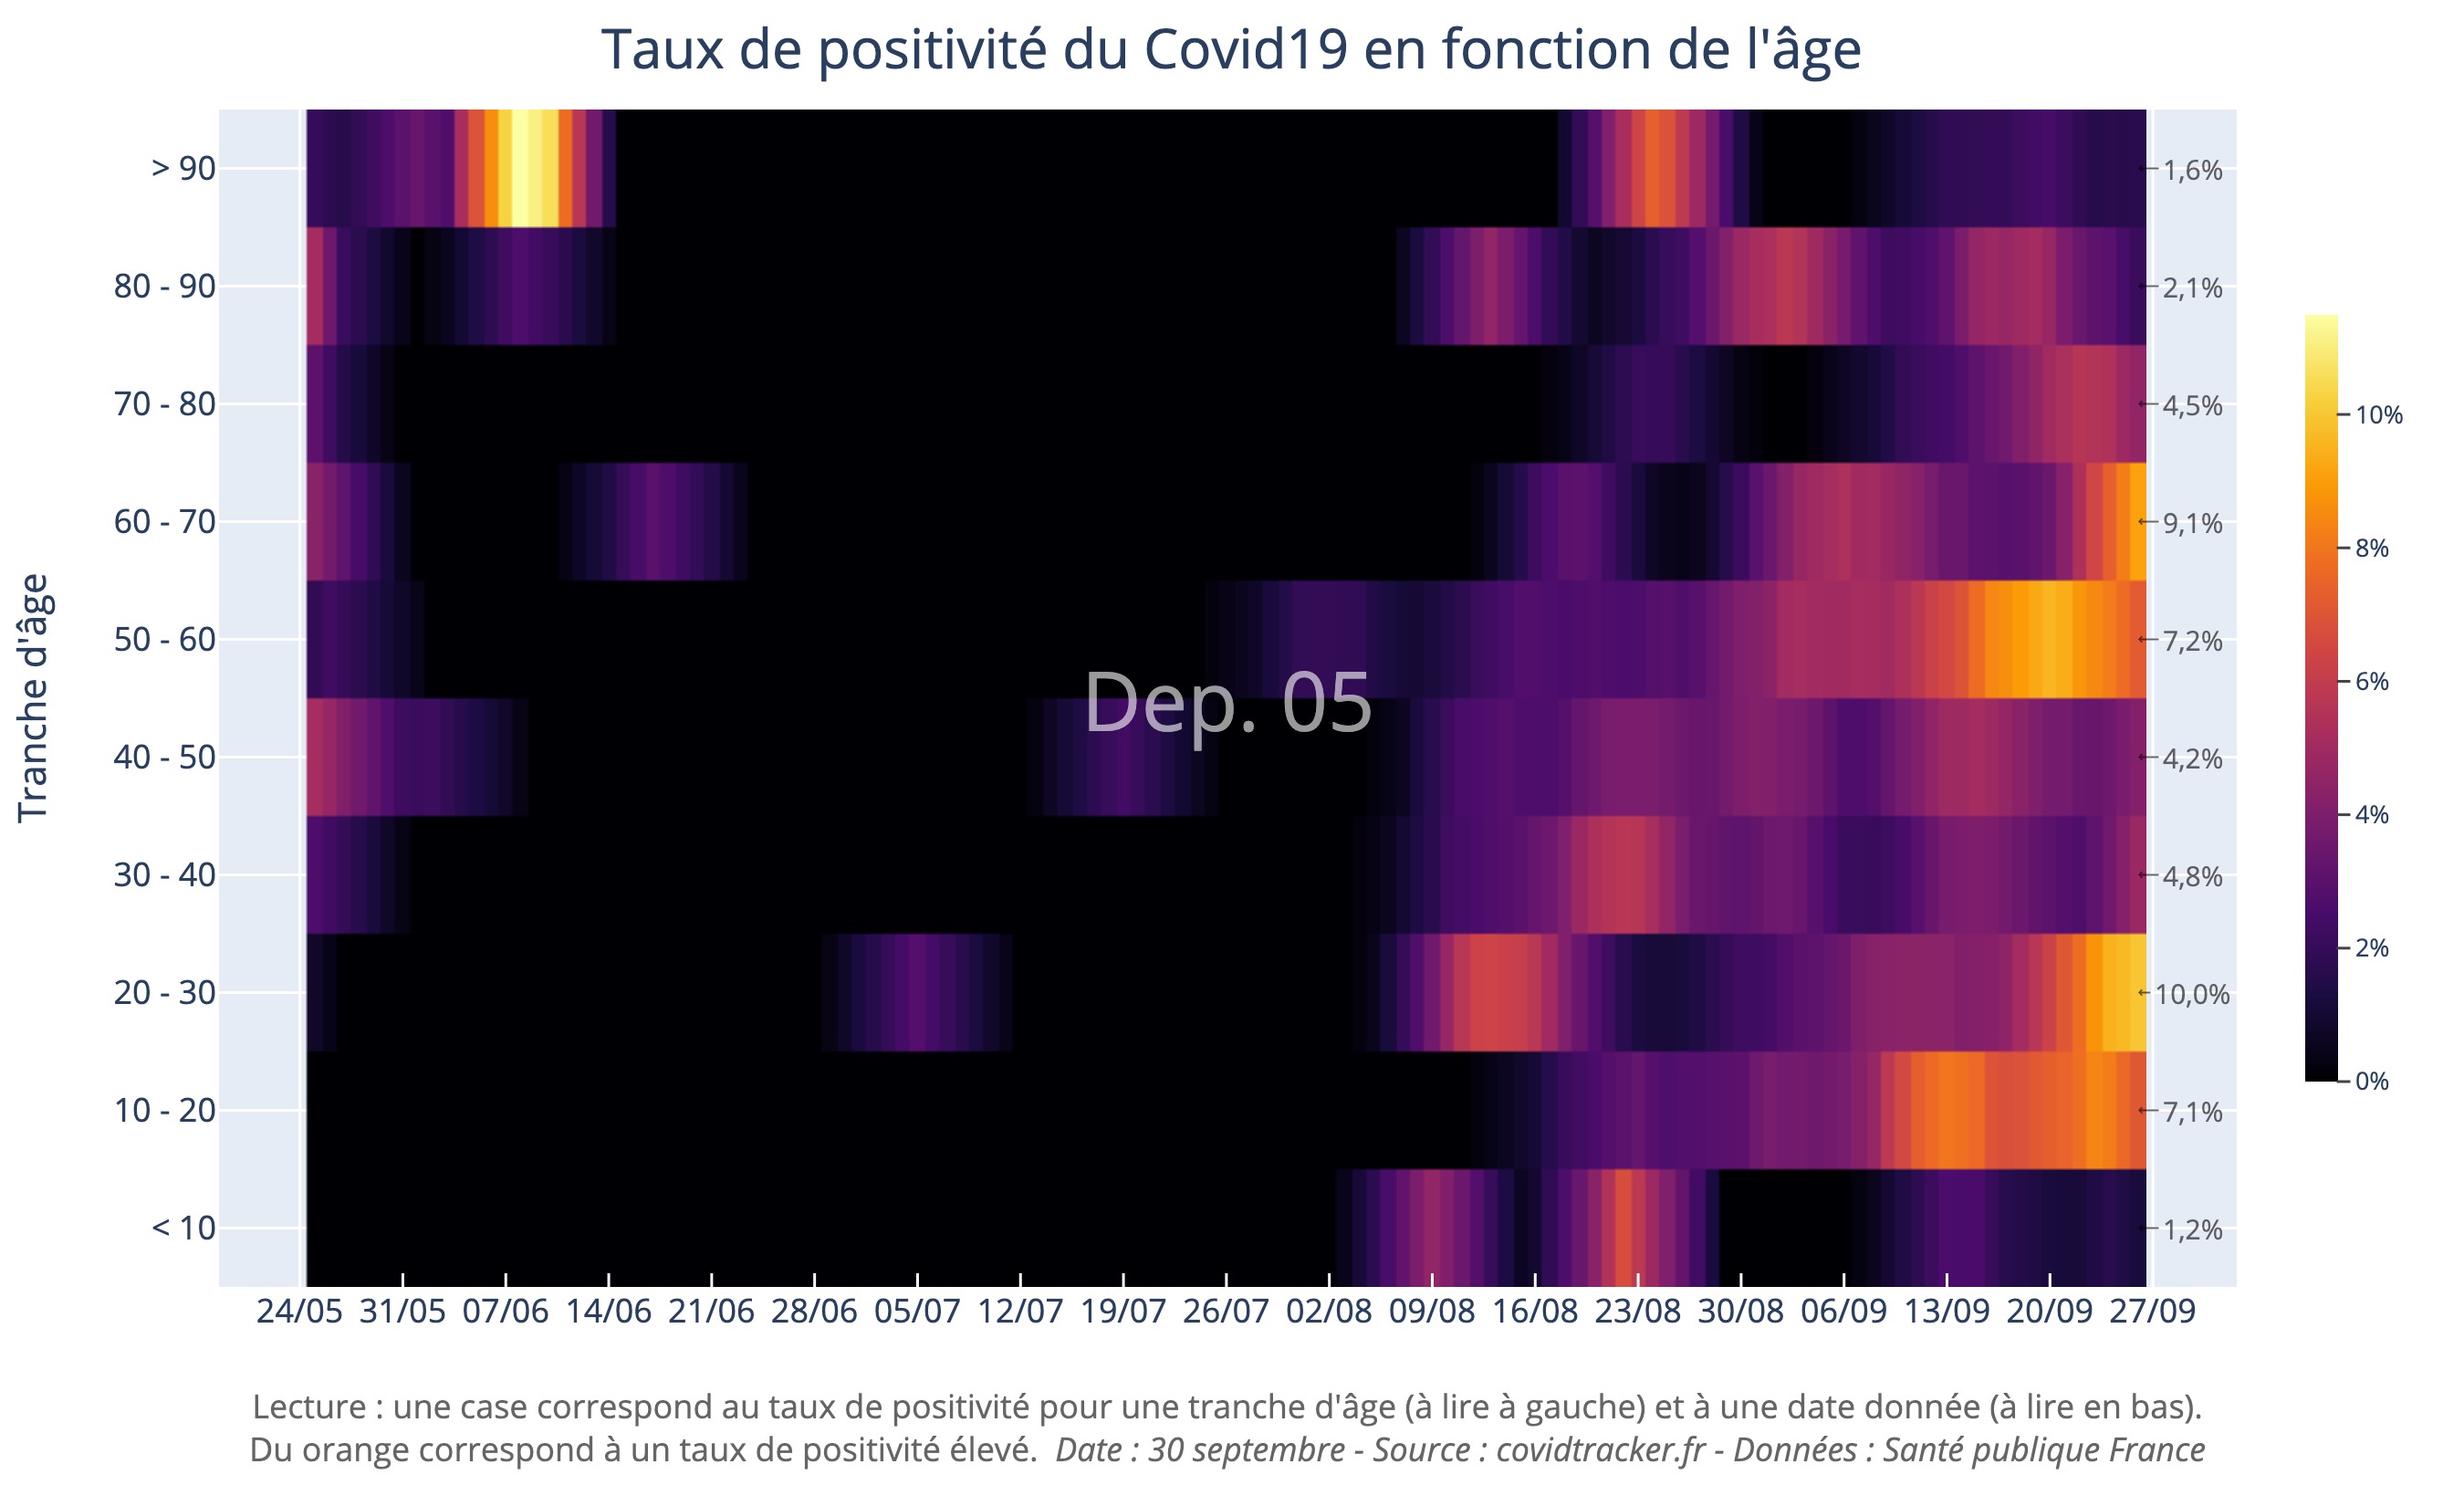 Taux de positivité du Covid19 en fonction de l'âge
Tranche d'âge
> 90
80 - 90
70 - 80
60 - 70
50 - 60
40 - 50
30 - 40
20 - 30
10 - 20
< 10
Dep. 05
1,6%
2,1%
4,5%
9,1%
7,2%
4,2%
4,8%
10,0%
7,1%
1,2%
10%
8%
6%
4%
2%
0%
24/05 31/05 07/06 14/06 21/06 28/06 05/07 12/07 19/07 26/07 02/08 09/08 16/08 23/08 30/08 06/09 13/09 20/09 27/09
Lecture : une case correspond au taux de positivité pour une tranche d'âge (à lire à gauche) et à une date donnée (à lire en bas).
Du orange correspond à un taux de positivité élevé. Date : 30 septembre - Source : covidtracker.fr - Données : Santé publique France